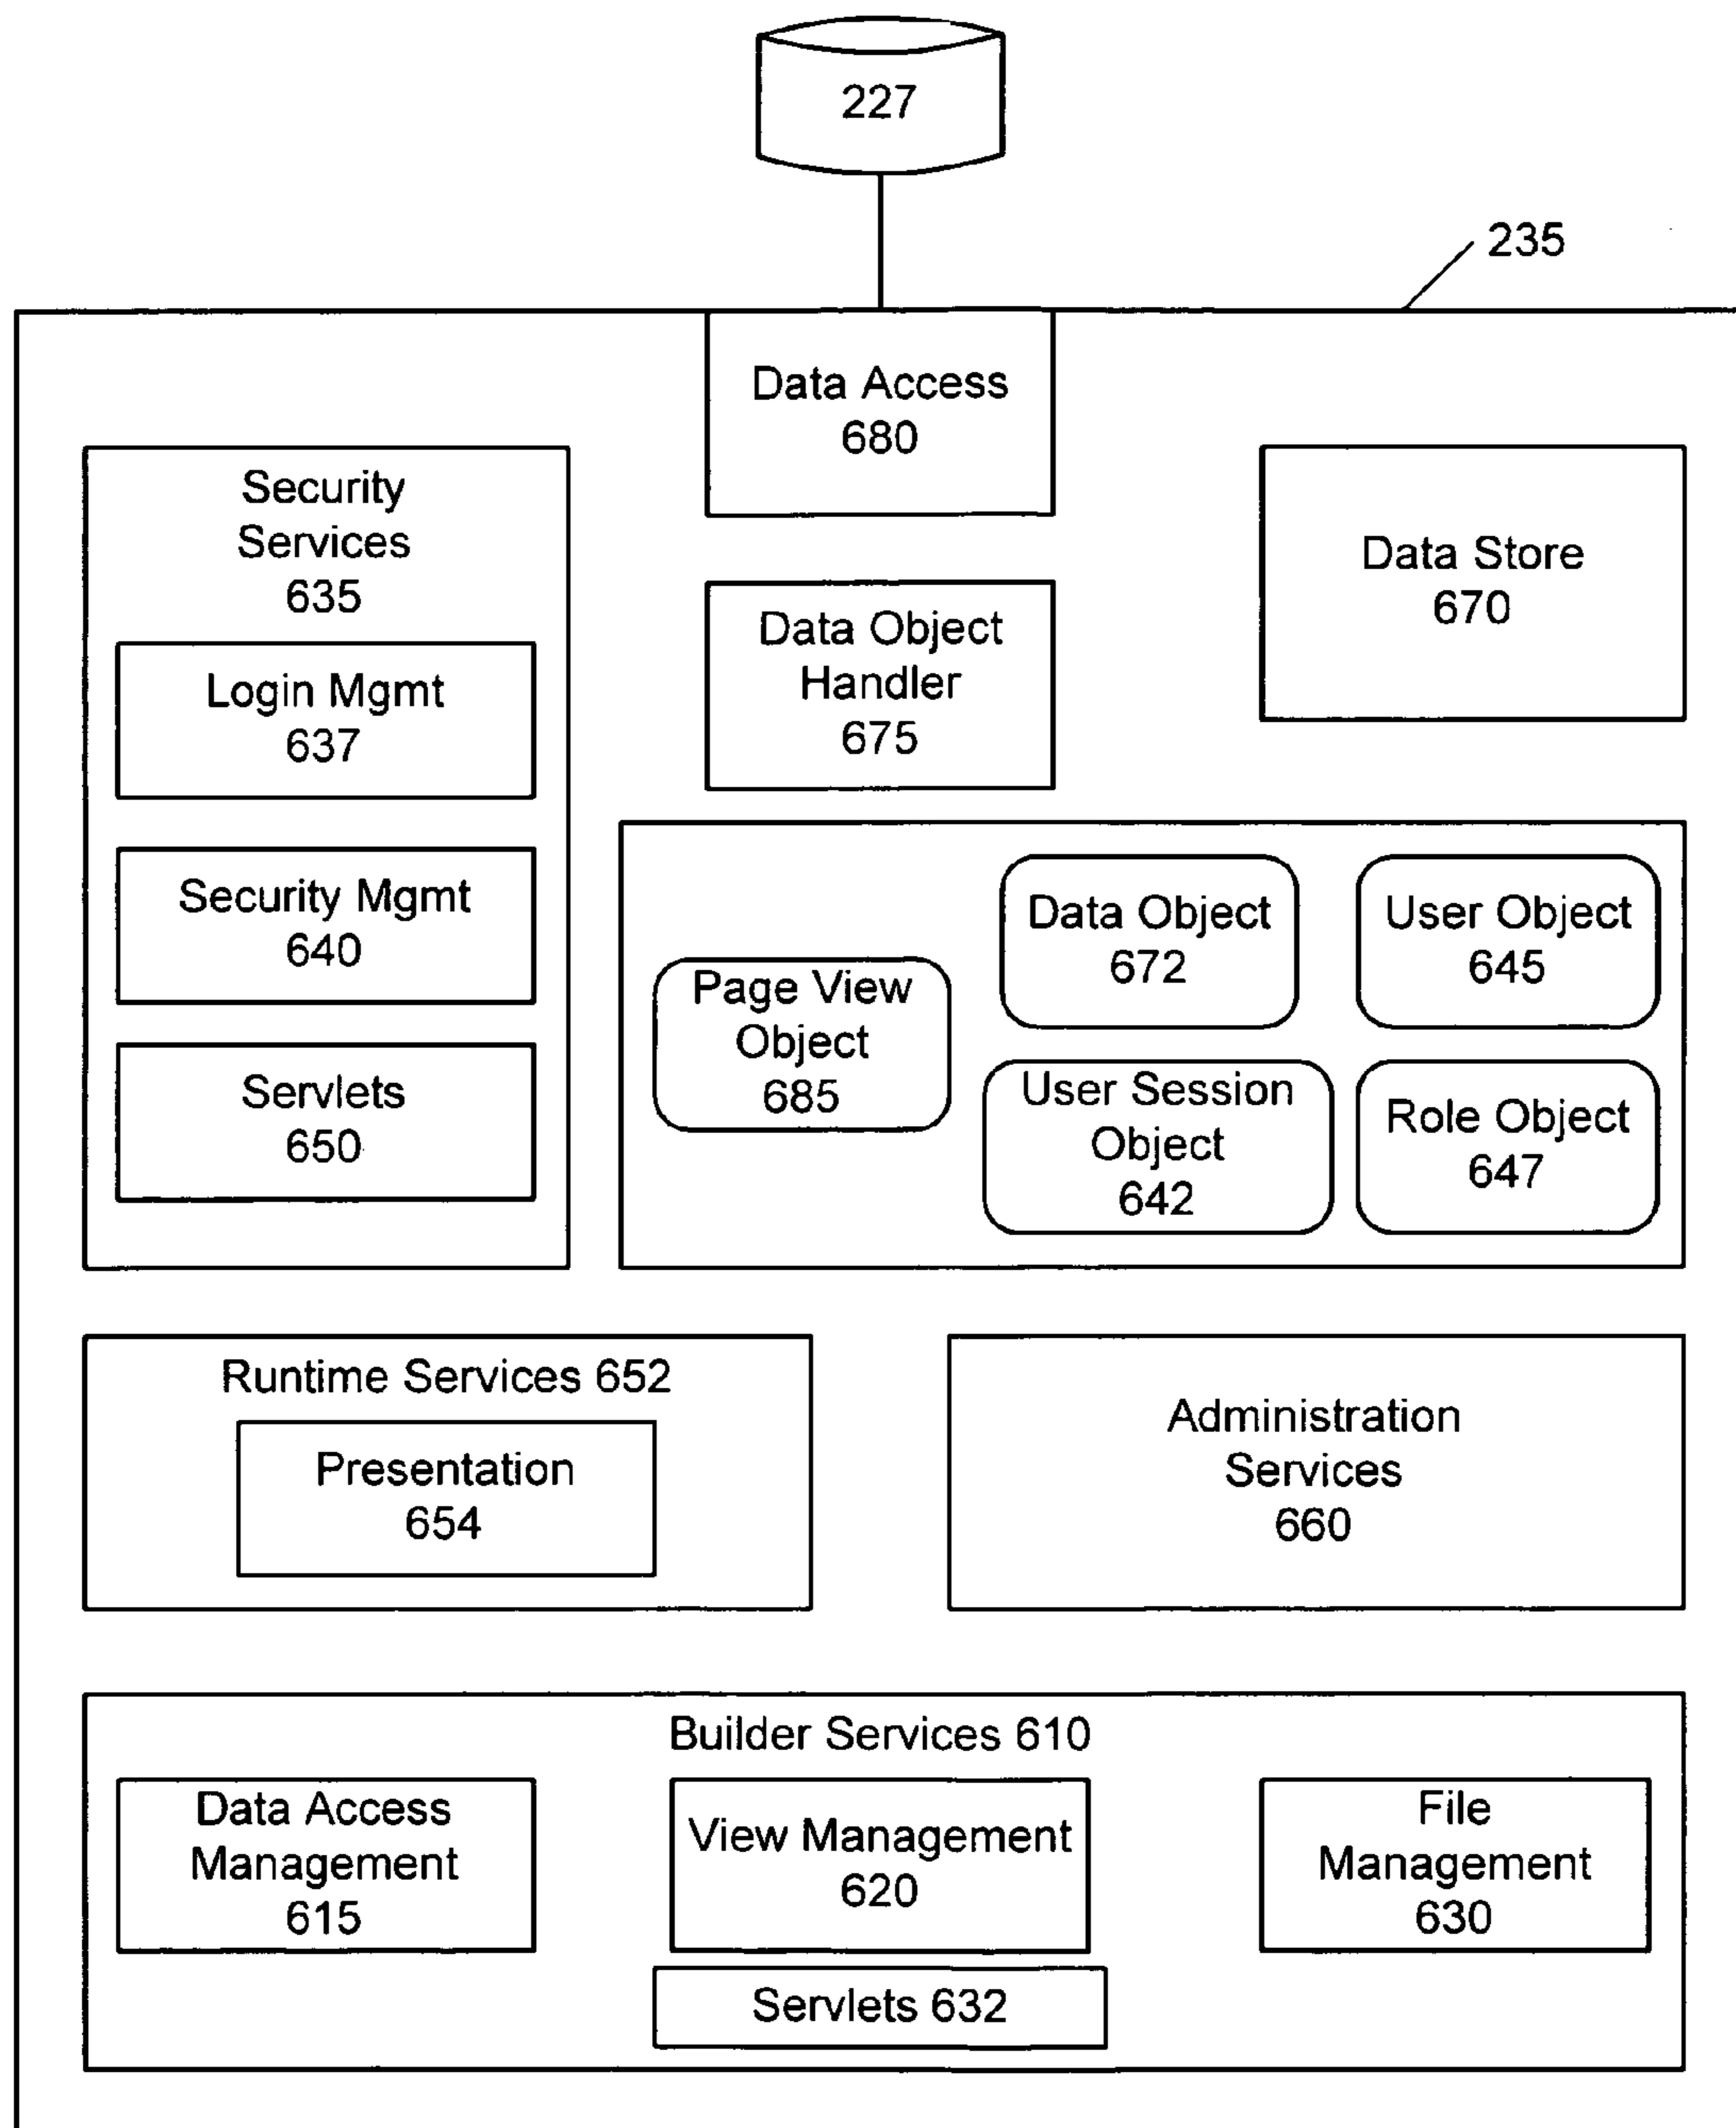 227
235
Data Access
680
Security
Services
635
Login Mgmt
637
Security Mgmt
640
Servlets
650
Data Object
Handler
675
Data Store
670
Page View
Object
685
Data Object
672
User Object
645
User Session
Object
642
Role Object
647
Runtime Services 652
Presentation
654
Administration
Services
660
Builder Services 610
Data Access
Management
615
View Management
620
File
Management
630
Servlets 632